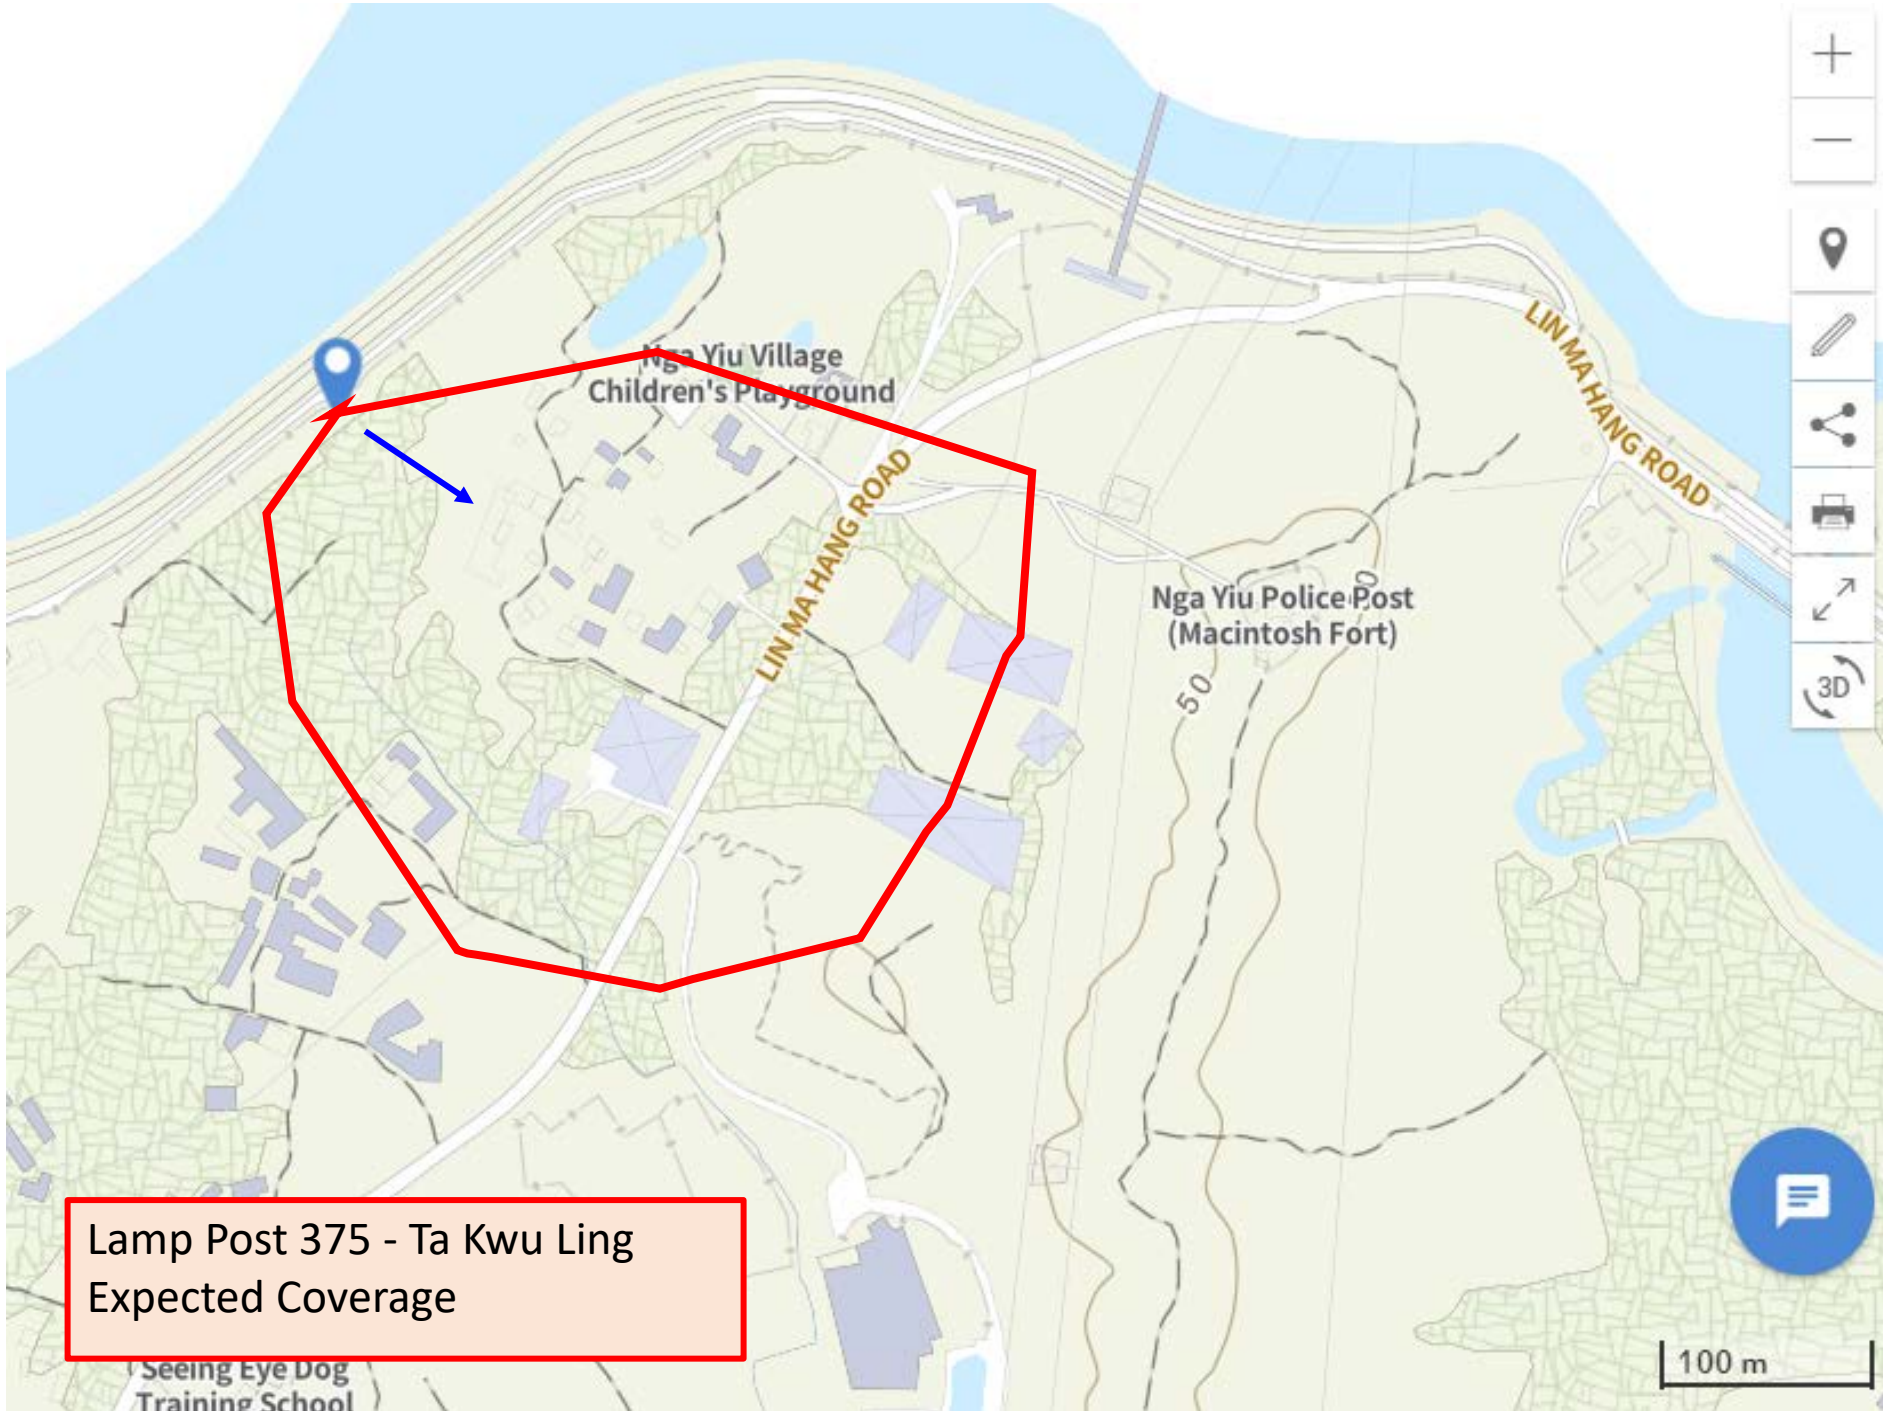 Nga Yiu Village
Children's Playground
LIN MA HANG ROAD
LIN MA HANG ROAD
Nga Yiu Police Post
(Macintosh Fort)
50
3D
Lamp Post 375 - Ta Kwu Ling
Expected Coverage
Seeing Eye Dog
Training School
100 m